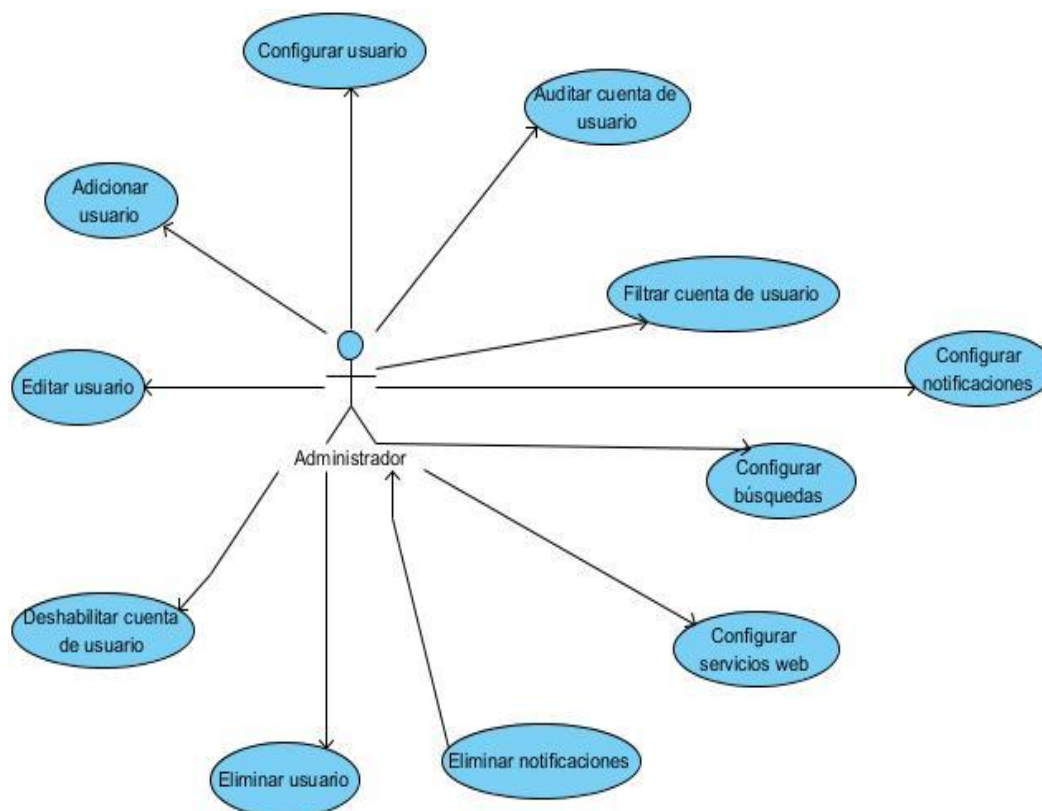 Configurar usuario
Auditar cuenta de
usuario
Adicionar
usuario
Filtrar cuenta de usuario
Configurar
notificaciones
Editar usuario
Administrador
Configurar
búsquedas
Deshabilitar cuenta
de usuario
Configurar
servicios web
Eliminar notificaciones
Eliminar usuario